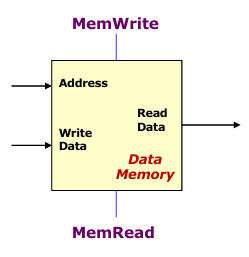 MemWrite
Address
Read
Data
Write
Data
Data
Memory
MemRead